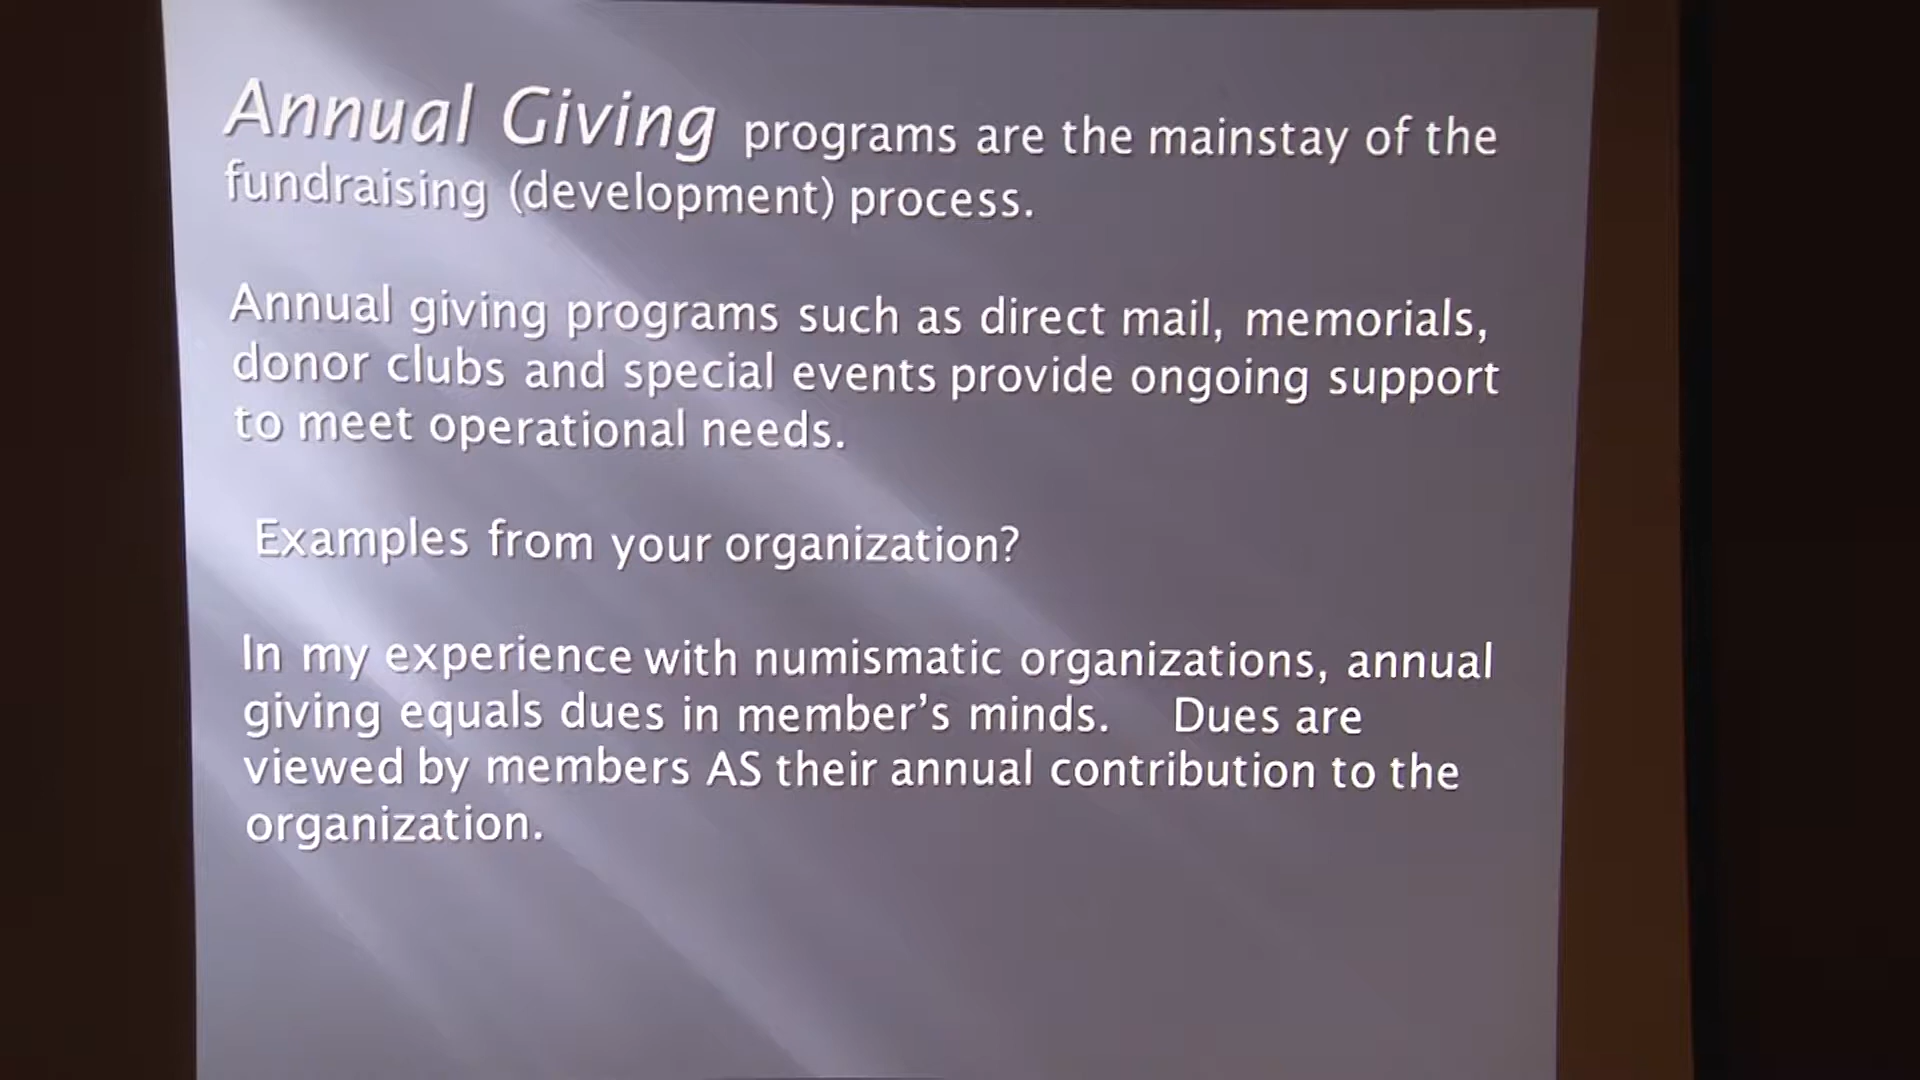 Annual Giving programs are the mainstay of the
fundraising (development) process.
Annual giving programs such as direct mail, memorials,
donor clubs and special events provide ongoing support
to meet operational needs.
Examples from your organization?
In my experience with numismatic organizations, annual
giving equals dues in member’s minds. Dues are
viewed by members AS their annual contribution to the
organization.